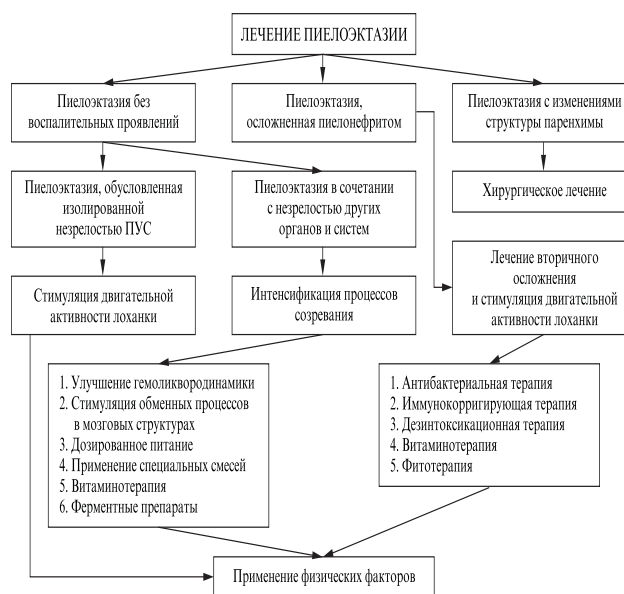 ЛЕЧЕНИЕ ПИЕЛОЭКТАЗИИ
Пиелоэктазия без
воспалительных проявлений
Пиелоэктазия,
осложненная пиелонефритом
Пиелоэктазия с изменениями
структуры паренхимы
Пиелоэктазия, обусловленная
изолированной
незрелостью ПУС
Пиелоэктазия в сочетании
с незрелостью других
органов и систем
Хирургическое лечение
Стимуляция двигательной
активности лоханки
Интенсификация процессов
созревания
Лечение вторичного
осложнения
и стимуляция двигательной
активности лоханки
1. Улучшение гемоликвородинамики
2. Стимуляция обменных процессов
в мозговых структурах
3. Дозированное питание
4. Применение специальных смесей
5. Витаминотерапия
6. Ферментные препараты
1. Антибактериальная терапия
2. Иммунокорригирующая терапия
3. Дезинтоксикационная терапия
4. Витаминотерапия
5. Фитотерапия
Применение физических факторов